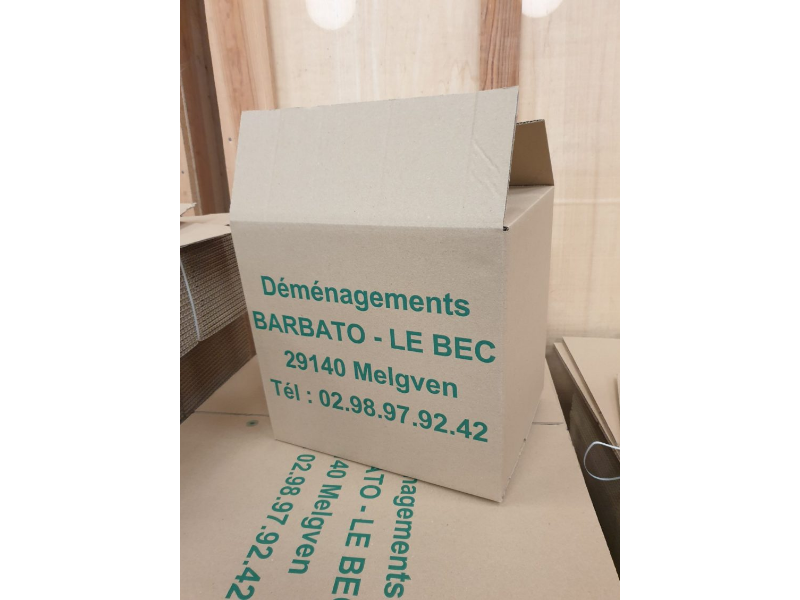 Déménagements
BARBATO - LE BEC
29140 Melgven
Tél : 02.98.97.92.42
nagements
ATO - LE BEC
40 Melgven
02.98.97.92.42